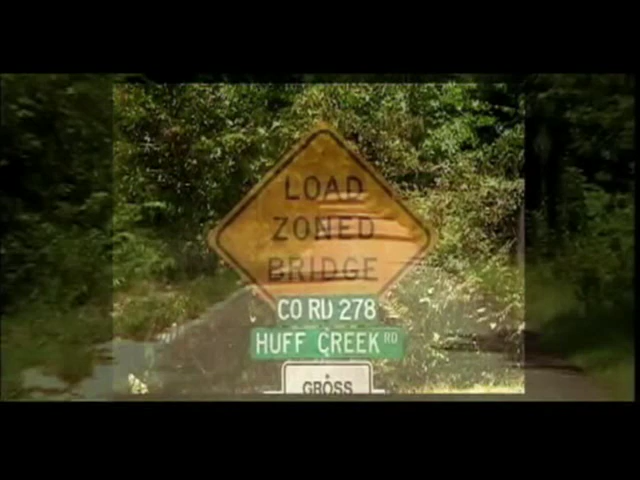 LOAD
ZONED
BRIDGE
CO RD 278
HUFF CREEK RD
GROSS